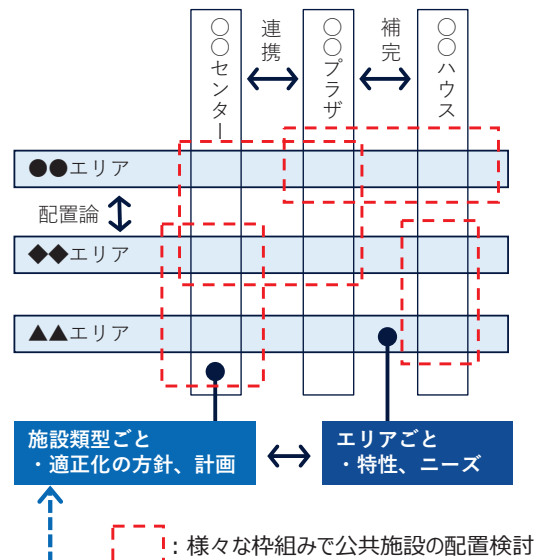 ○○センター
連携
○○プラザ
補完
○○ハウス
●●エリア
配置論
◆◆エリア
▲▲エリア
施設類型ごと
・適正化の方針、計画
エリアごと
・特性、ニーズ
：様々な枠組みで公共施設の配置検討